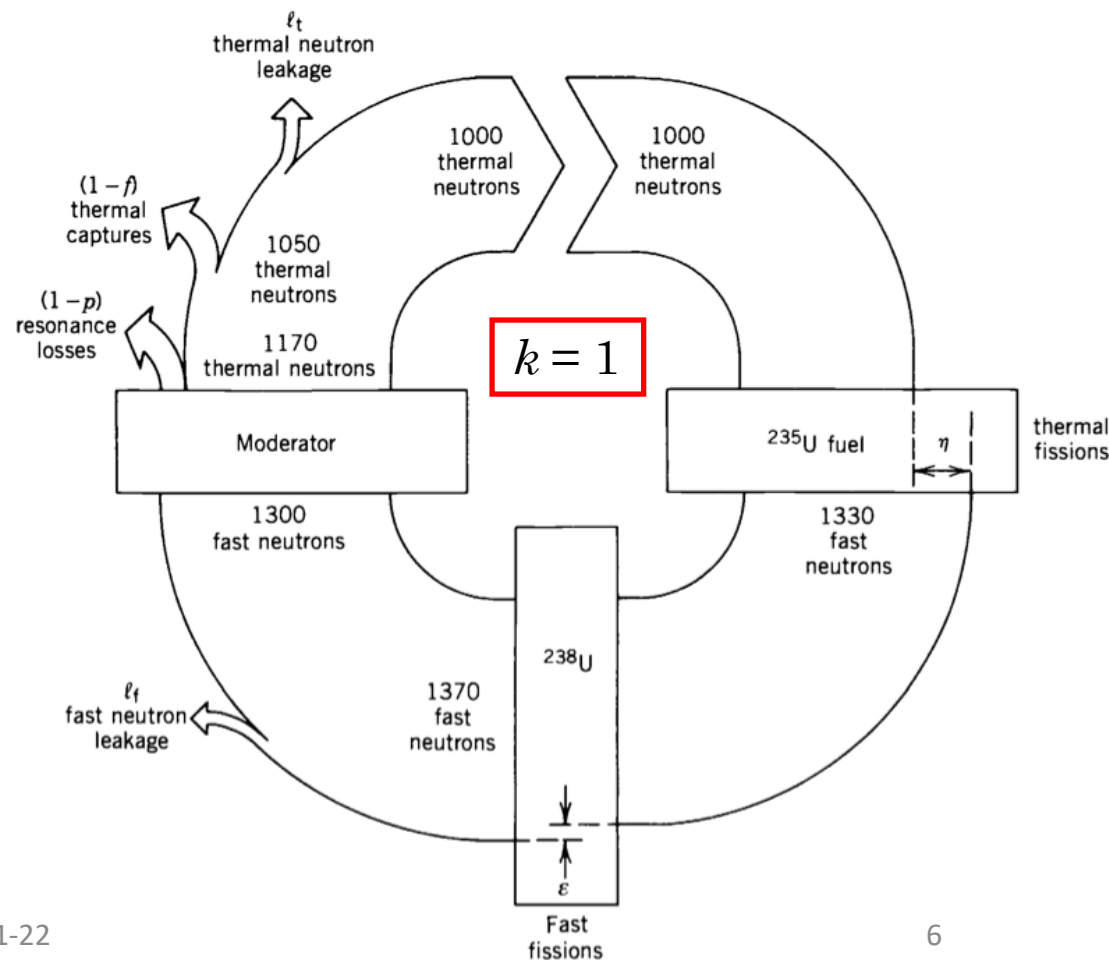 ℓt
thermal neutron
leakage
1000
thermal
neutrons
1000
thermal
neutrons
(1 − f)
thermal
captures
1050
thermal
neutrons
(1 − p)
resonance
losses
1170
thermal neutrons
k = 1
Moderator
²³⁵U fuel
η
thermal
fissions
1300
fast neutrons
1330
fast
neutrons
²³⁸U
1370
fast
neutrons
ℓf
fast neutron
leakage
ε
Fast
fissions
1-22
6